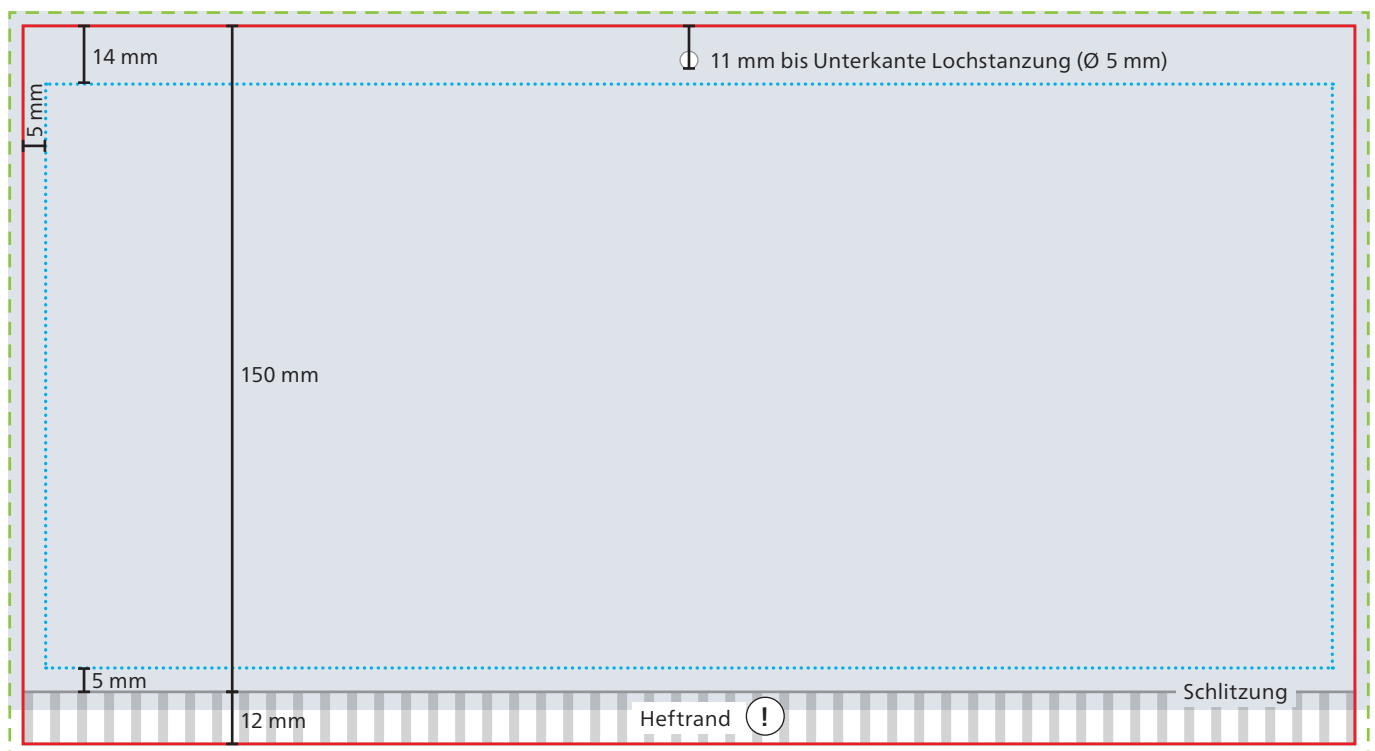 14 mm
11 mm bis Unterkante Lochstanzung (Ø 5 mm)
5 mm
150 mm
5 mm
Schlitzung
12 mm
Heftrand !